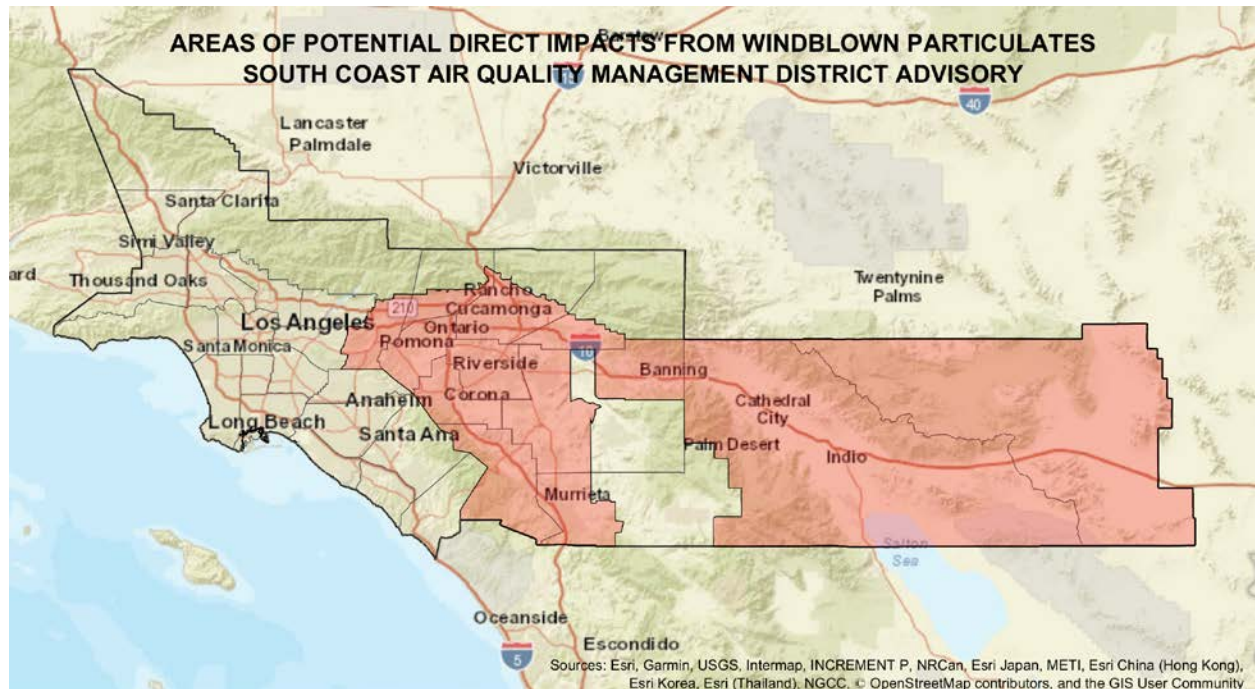 AREAS OF POTENTIAL DIRECT IMPACTS FROM WINDBLOWN PARTICULATES
Barstow
SOUTH COAST AIR QUALITY MANAGEMENT DISTRICT ADVISORY
15
40
Lancaster
Palmdale
Victorville
Santa Clarita
Simi Valley
ard
Thousand Oaks
Twentynine
Palms
Rancho
Cucamonga
210
Los Angeles
Ontario
Pomona
Santa Monica
10
Riverside
Banning
Corona
Anaheim
Cathedral
City
Long Beach
Santa Ana
Palm Desert
Indio
Murrieta
Salton
Sea
Oceanside
Escondido
5
Sources: Esri, Garmin, USGS, Intermap, INCREMENT P, NRCan, Esri Japan, METI, Esri China (Hong Kong),
Esri Korea, Esri (Thailand), NGCC, © OpenStreetMap contributors, and the GIS User Community